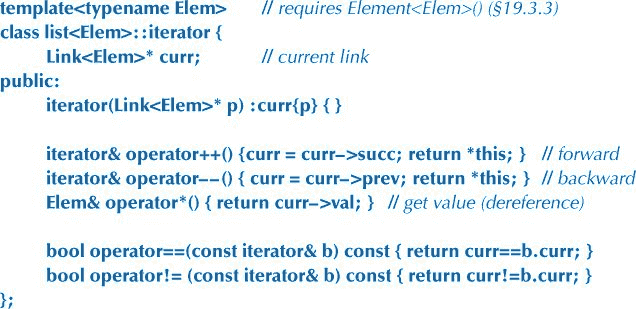 template<typename Elem> // requires Element<Elem>() (§19.3.3)
class list<Elem>::iterator {
Link<Elem>* curr; // current link
public:
iterator(Link<Elem>* p) :curr{p} { }
iterator& operator++() {curr = curr–>succ; return *this; } // forward
iterator& operator––() { curr = curr–>prev; return *this; } // backward
Elem& operator*() { return curr–>val; } // get value (dereference)
bool operator==(const iterator& b) const { return curr==b.curr; }
bool operator!= (const iterator& b) const { return curr!=b.curr; }
};